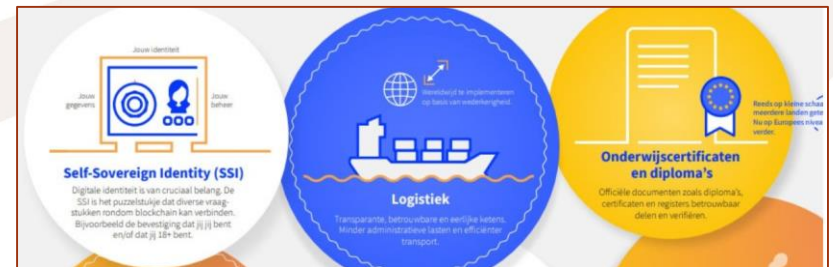 Jouw identiteit
Jouw
gegevens
Jouw
beheer
Self-Sovereign Identity (SSI)
Digitale identiteit is van cruciaal belang. De
SSI is het puzzelstukje dat diverse vraag-
stukken rondom blockchain kan verbinden.
Bijvoorbeeld de bevestiging dat jij jij bent
en/of dat jij 18+ bent.
Wereldwijd te implementeren
op basis van wederkerigheid.
Logistiek
Transparante, betrouwbare en eerlijke ketens.
Minder administratieve lasten en efficiënter
transport.
Reeds op kleine schaa
meerdere landen gete
Nu op Europees nivea
verder.
Onderwijscertificaten
en diploma's
Officiële documenten zoals diploma's,
certificaten en registers betrouwbaar
delen en verifiëren.